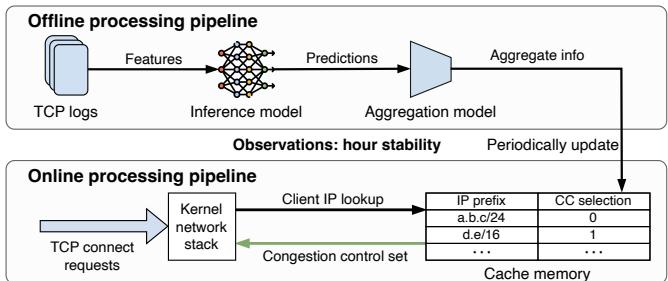 Offline processing pipeline
Features
Predictions
Aggregate info
TCP logs
Inference model
Aggregation model
Observations: hour stability
Periodically update
Online processing pipeline
TCP connect
requests
Kernel
network
stack
Client IP lookup
Congestion control set
IP prefix CC selection
a.b.c/24 0
d.e/16 1
... ...
Cache memory